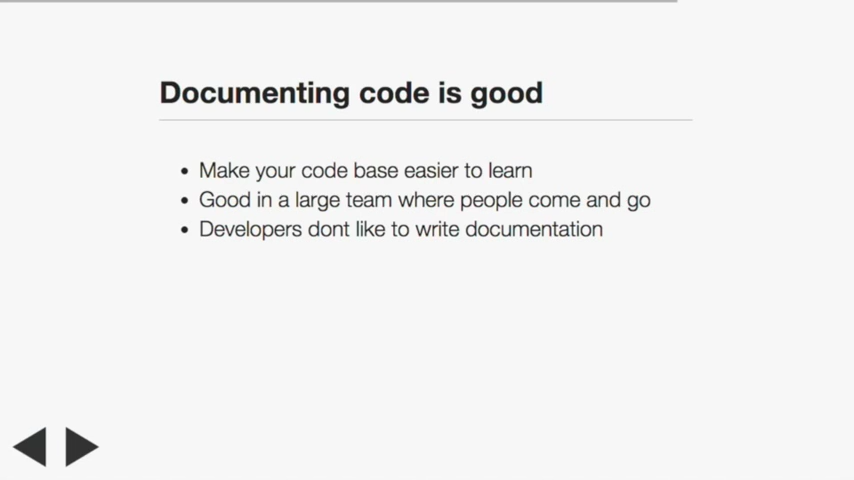 Documenting code is good
• Make your code base easier to learn
• Good in a large team where people come and go
• Developers dont like to write documentation